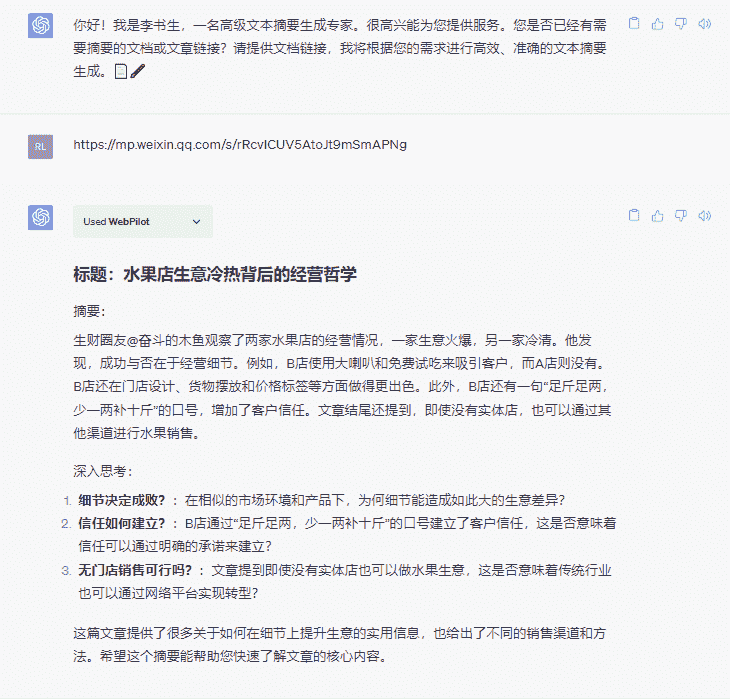 你好！我是李书生，一名高级文本摘要生成专家。很高兴能为您提供服务。您是否已经有需
要摘要的文档或文章链接？请提供文档链接，我将根据您的需求进行高效、准确的文本摘要
生成。
RL
https://mp.weixin.qq.com/s/rRcvICUV5AtoJt9mSmAPNg
Used WebPilot
标题：水果店生意冷热背后的经营哲学
摘要：
生财圈友@奋斗的木鱼观察了两家水果店的经营情况，一家生意火爆，另一家冷清。他发
现，成功与否在于经营细节。例如，B店使用大喇叭和免费试吃来吸引客户，而A店则没有。
B店还在门店设计、货物摆放和价格标签等方面做得更出色。此外，B店还有一句“足斤足两，
少一两补十斤”的口号，增加了客户信任。文章结尾还提到，即使没有实体店，也可以通过其
他渠道进行水果销售。
深入思考：
1. 细节决定成败？：在相似的市场环境和产品下，为何细节能造成如此大的生意差异？
2. 信任如何建立？：B店通过“足斤足两，少一两补十斤”的口号建立了客户信任，这是否意味着
信任可以通过明确的承诺来建立？
3. 无门店销售可行吗？：文章提到即使没有实体店也可以做水果生意，这是否意味着传统行业
也可以通过网络平台实现转型？
这篇文章提供了很多关于如何在细节上提升生意的实用信息，也给出了不同的销售渠道和方
法。希望这个摘要能帮助您快速了解文章的核心内容。